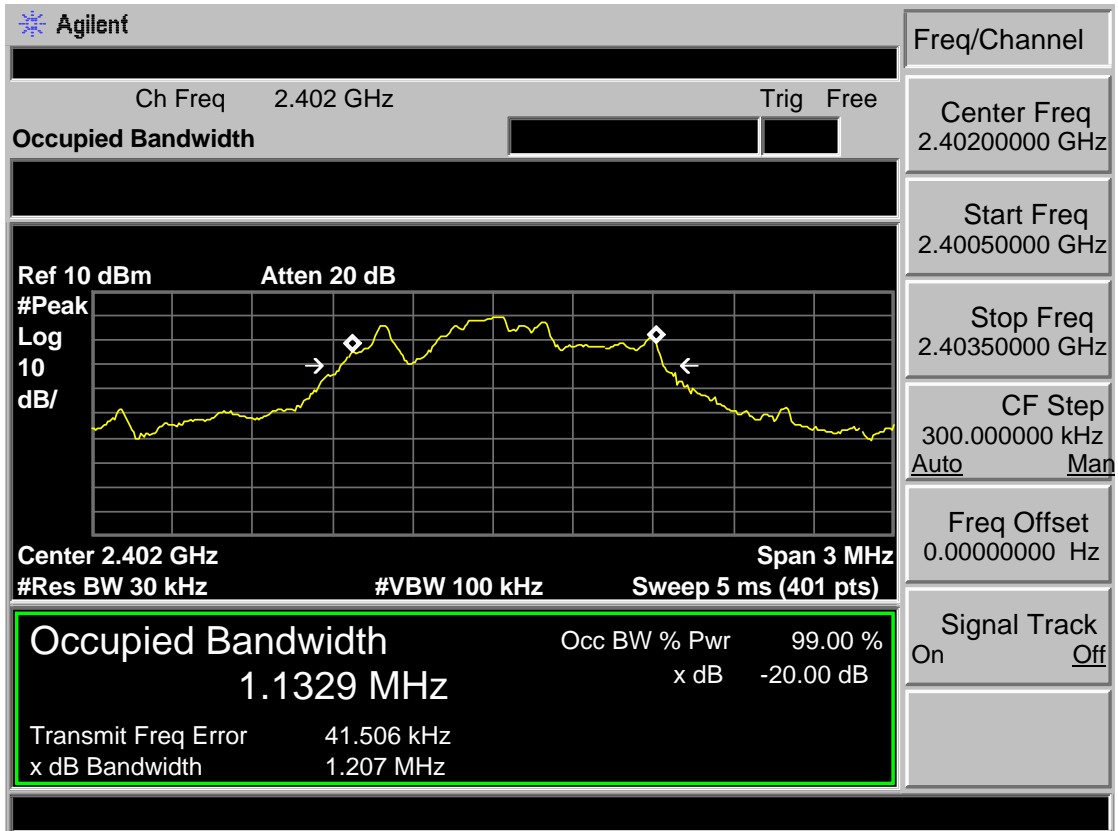 Agilent
Freq/Channel
Ch Freq 2.402 GHz Trig Free
Occupied Bandwidth
Center Freq
2.40200000 GHz
Start Freq
2.40050000 GHz
Stop Freq
2.40350000 GHz
CF Step
300.000000 kHz
Auto Man
Freq Offset
0.00000000 Hz
Signal Track
On Off
Ref 10 dBm Atten 20 dB
#Peak
Log
10
dB/
Center 2.402 GHz Span 3 MHz
#Res BW 30 kHz #VBW 100 kHz Sweep 5 ms (401 pts)
Occupied Bandwidth Occ BW % Pwr 99.00 %
1.1329 MHz x dB -20.00 dB
Transmit Freq Error 41.506 kHz
x dB Bandwidth 1.207 MHz